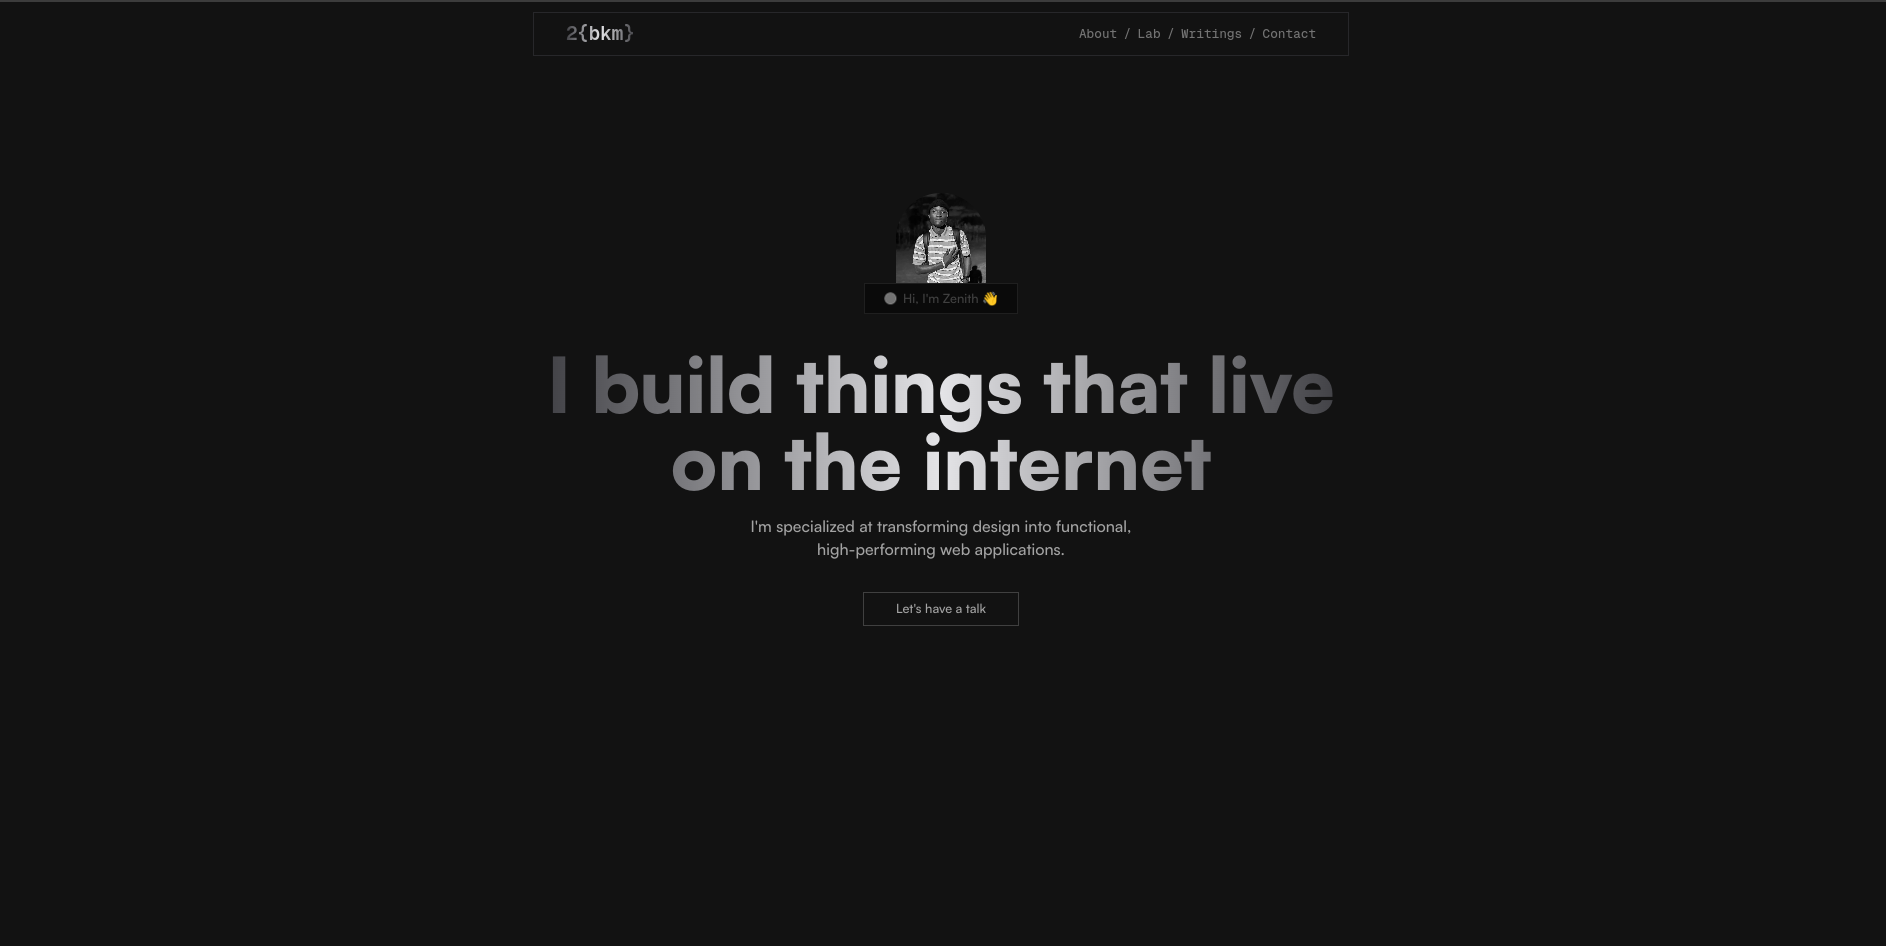 2{bkm}
About / Lab / Writings / Contact
Hi, I'm Zenith 👋
I build things that live
on the internet
I'm specialized at transforming design into functional,
high-performing web applications.
Let's have a talk